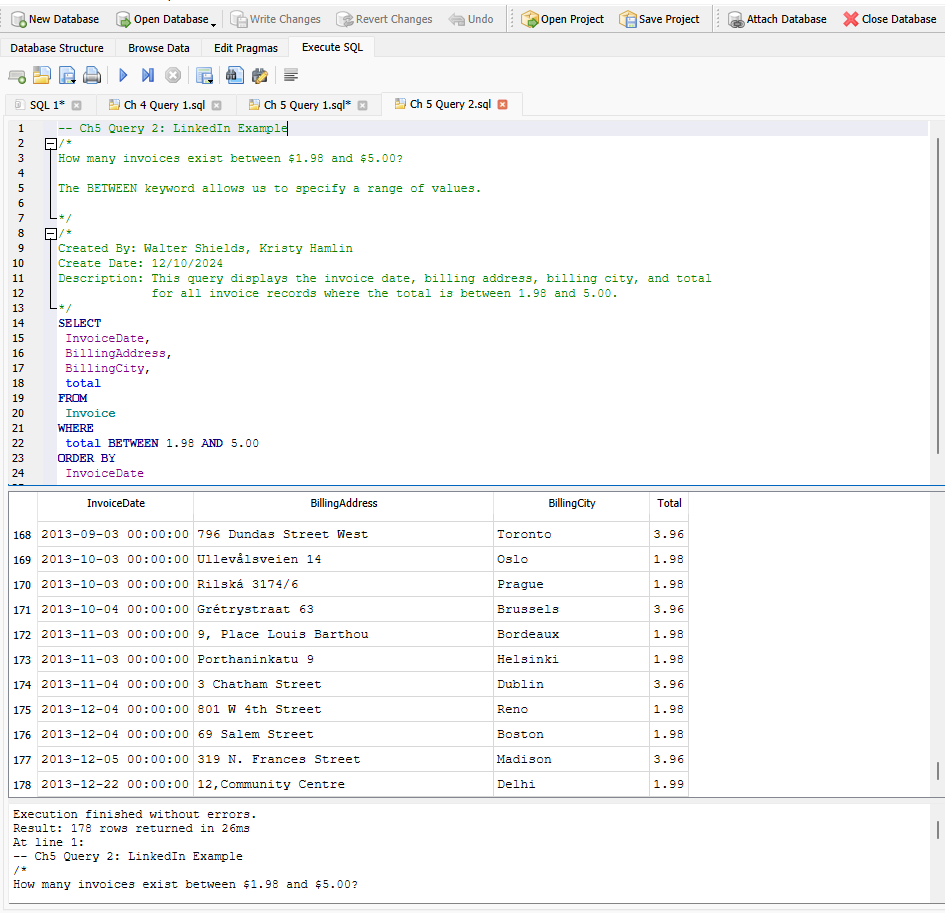 New Database Open Database Write Changes Revert Changes Undo Open Project Save Project Attach Database Close Database
Database Structure Browse Data Edit Pragmas Execute SQL
SQL 1* Ch 4 Query 1.sql Ch 5 Query 1.sql* Ch 5 Query 2.sql
1 -- Ch5 Query 2: LinkedIn Example
2 /*
3 How many invoices exist between $1.98 and $5.00?
4
5 The BETWEEN keyword allows us to specify a range of values.
6
7 */
8 /*
9 Created By: Walter Shields, Kristy Hamlin
10 Create Date: 12/10/2024
11 Description: This query displays the invoice date, billing address, billing city, and total
12 for all invoice records where the total is between 1.98 and 5.00.
13 */
14 SELECT
15 InvoiceDate,
16 BillingAddress,
17 BillingCity,
18 total
19 FROM
20 Invoice
21 WHERE
22 total BETWEEN 1.98 AND 5.00
23 ORDER BY
24 InvoiceDate
InvoiceDate BillingAddress BillingCity Total
168 2013-09-03 00:00:00 796 Dundas Street West Toronto 3.96
169 2013-10-03 00:00:00 Ullevålsveien 14 Oslo 1.98
170 2013-10-03 00:00:00 Rilská 3174/6 Prague 1.98
171 2013-10-04 00:00:00 Grétrystraat 63 Brussels 3.96
172 2013-11-03 00:00:00 9, Place Louis Barthou Bordeaux 1.98
173 2013-11-03 00:00:00 Porthaninkatu 9 Helsinki 1.98
174 2013-11-04 00:00:00 3 Chatham Street Dublin 3.96
175 2013-12-04 00:00:00 801 W 4th Street Reno 1.98
176 2013-12-04 00:00:00 69 Salem Street Boston 1.98
177 2013-12-05 00:00:00 319 N. Frances Street Madison 3.96
178 2013-12-22 00:00:00 12,Community Centre Delhi 1.99
Execution finished without errors.
Result: 178 rows returned in 26ms
At line 1:
-- Ch5 Query 2: LinkedIn Example
/*
How many invoices exist between $1.98 and $5.00?